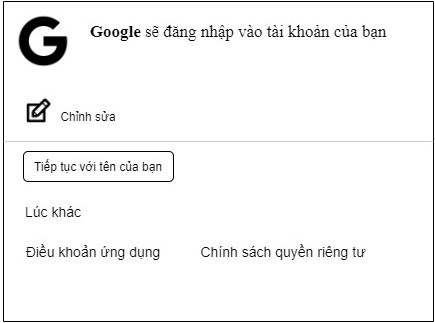 Google sẽ đăng nhập vào tài khoản của bạn
Chỉnh sửa
Tiếp tục với tên của bạn
Lúc khác
Điều khoản ứng dụng Chính sách quyền riêng tư